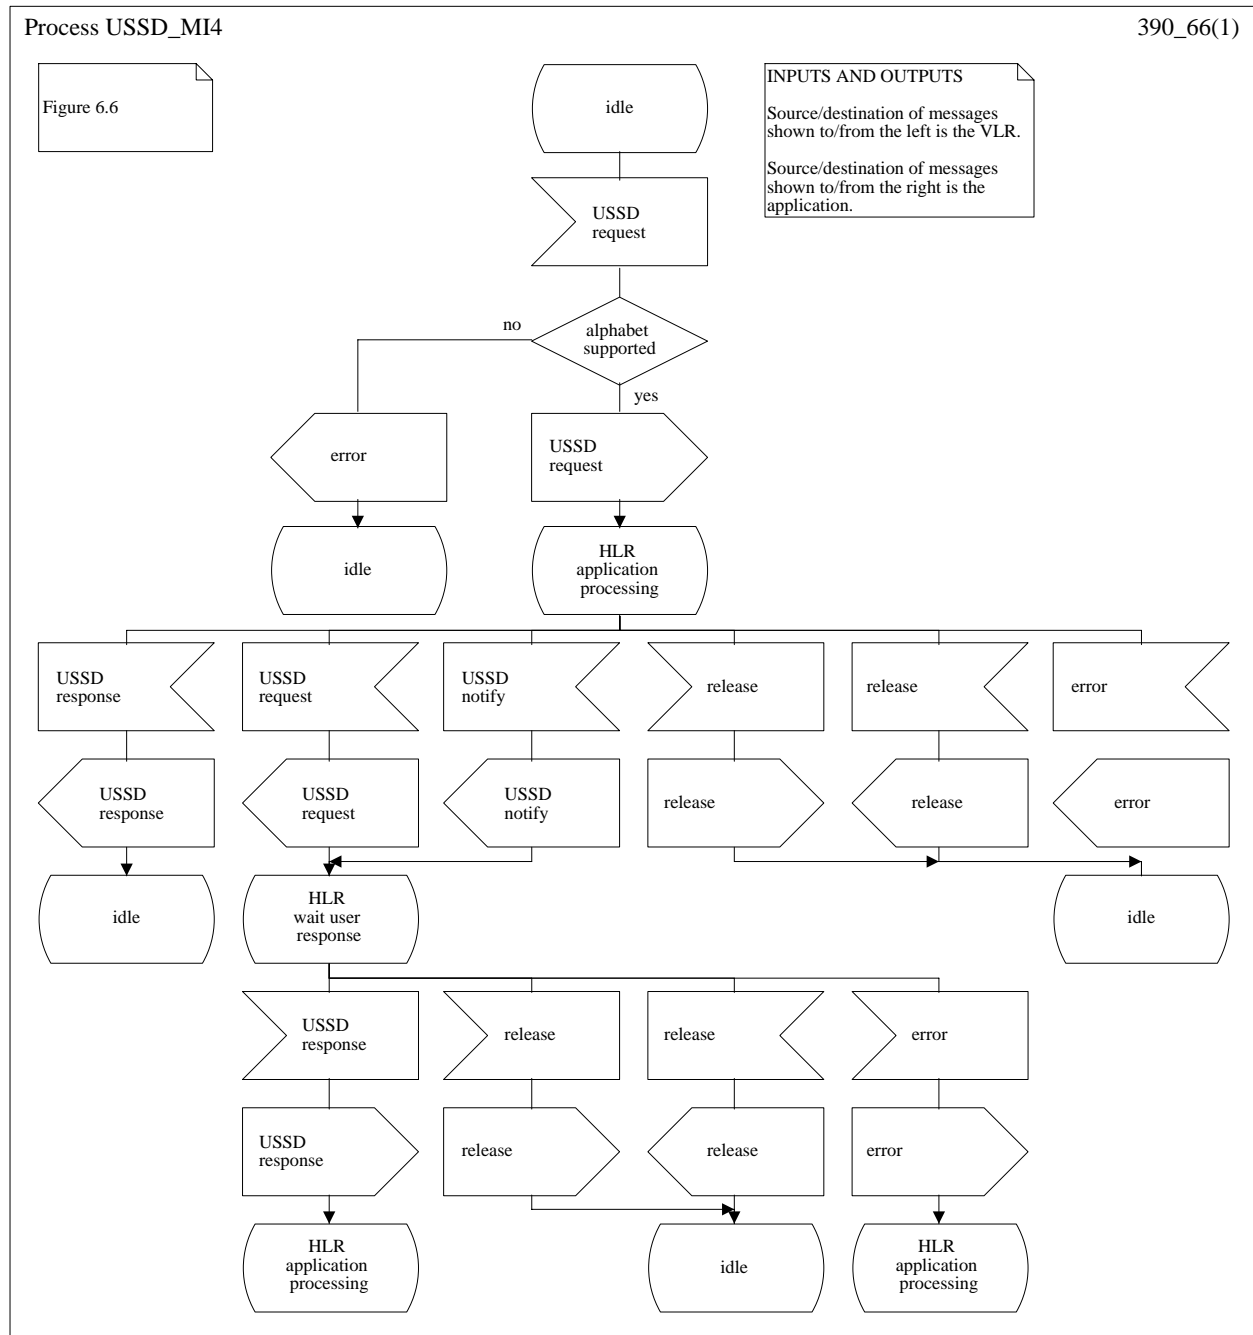 Process USSD_MI4
390_66(1)
Figure 6.6
idle
INPUTS AND OUTPUTS
Source/destination of messages
shown to/from the left is the VLR.
Source/destination of messages
shown to/from the right is the
application.
USSD
request
no
alphabet
supported
yes
error
USSD
request
idle
HLR
application
processing
USSD
response
USSD
request
USSD
notify
release
release
error
USSD
response
USSD
request
USSD
notify
release
release
error
idle
HLR
wait user
response
idle
USSD
response
release
release
error
USSD
response
release
release
error
HLR
application
processing
idle
HLR
application
processing